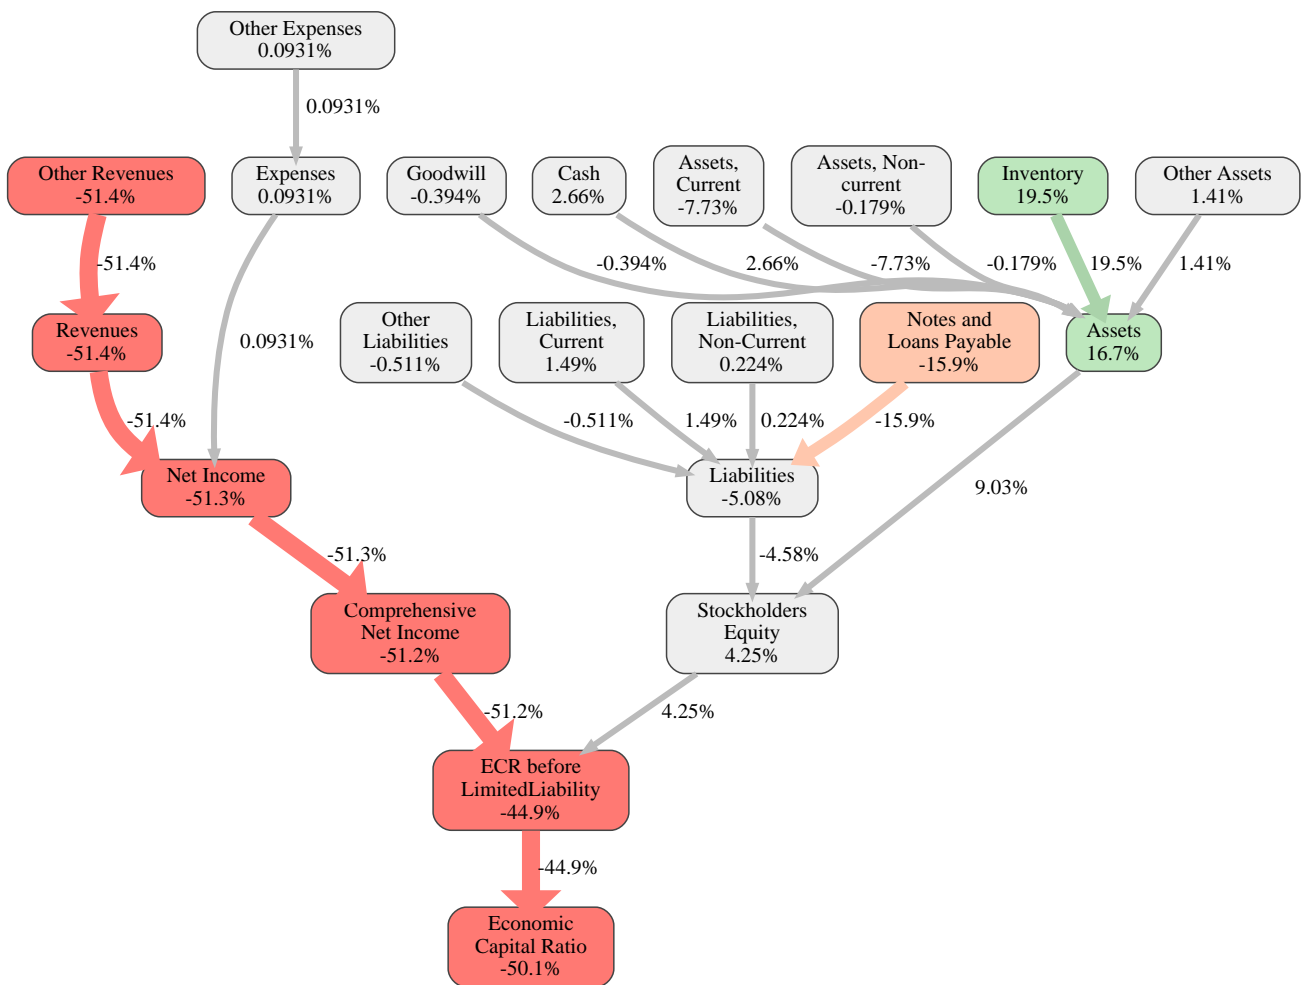 Other Expenses
0.0931%
0.0931%
Other Revenues
-51.4%
Expenses
0.0931%
Goodwill
-0.394%
Cash
2.66%
Assets,
Current
-7.73%
Assets, Non-
current
-0.179%
Inventory
19.5%
Other Assets
1.41%
-51.4%
-0.394%
2.66%
-7.73%
-0.179%
19.5%
1.41%
Revenues
-51.4%
0.0931%
Other
Liabilities
-0.511%
Liabilities,
Current
1.49%
Liabilities,
Non-Current
0.224%
Notes and
Loans Payable
-15.9%
Assets
16.7%
-51.4%
-0.511%
1.49%
0.224%
-15.9%
Net Income
-51.3%
Liabilities
-5.08%
9.03%
-51.3%
-4.58%
Comprehensive
Net Income
-51.2%
Stockholders
Equity
4.25%
-51.2%
4.25%
ECR before
LimitedLiability
-44.9%
-44.9%
Economic
Capital Ratio
-50.1%